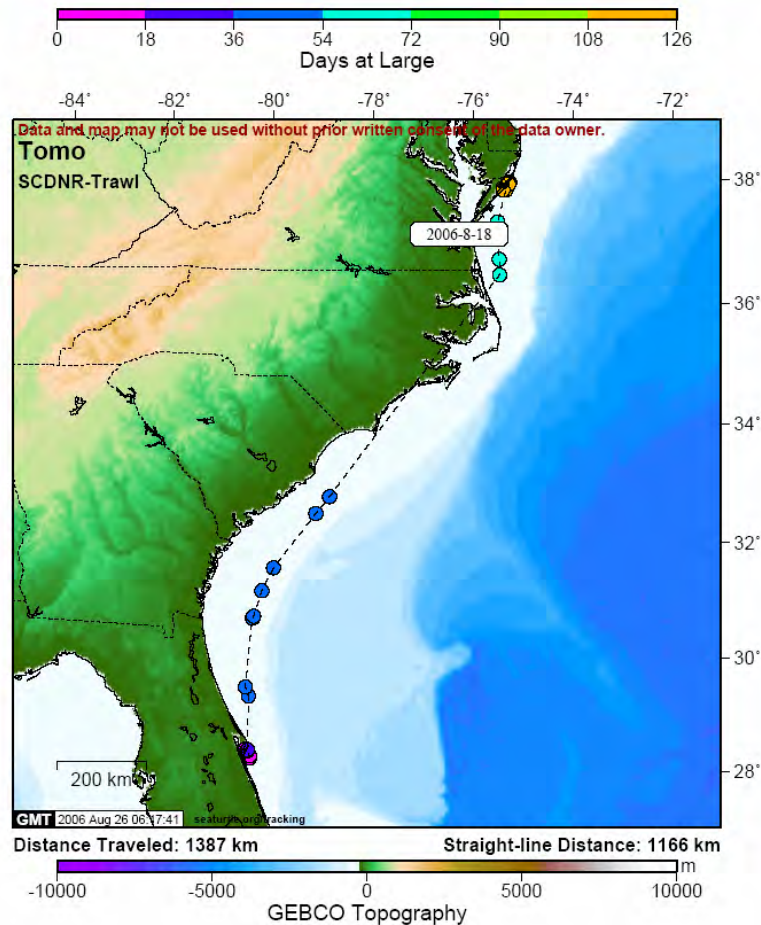 0 18 36 54 72 90 108 126
Days at Large
-84˚ -82˚ -80˚ -78˚ -76˚ -74˚ -72˚
Data and map may not be used without prior written consent of the data owner.
Tomo
SCDNR-Trawl
38˚
2006-8-18
36˚
34˚
32˚
30˚
28˚
200 km
GMT 2006 Aug 26 06:47:41 seaturtle.org/tracking
Distance Traveled: 1387 km Straight-line Distance: 1166 km
m
-10000 -5000 0 5000 10000
GEBCO Topography